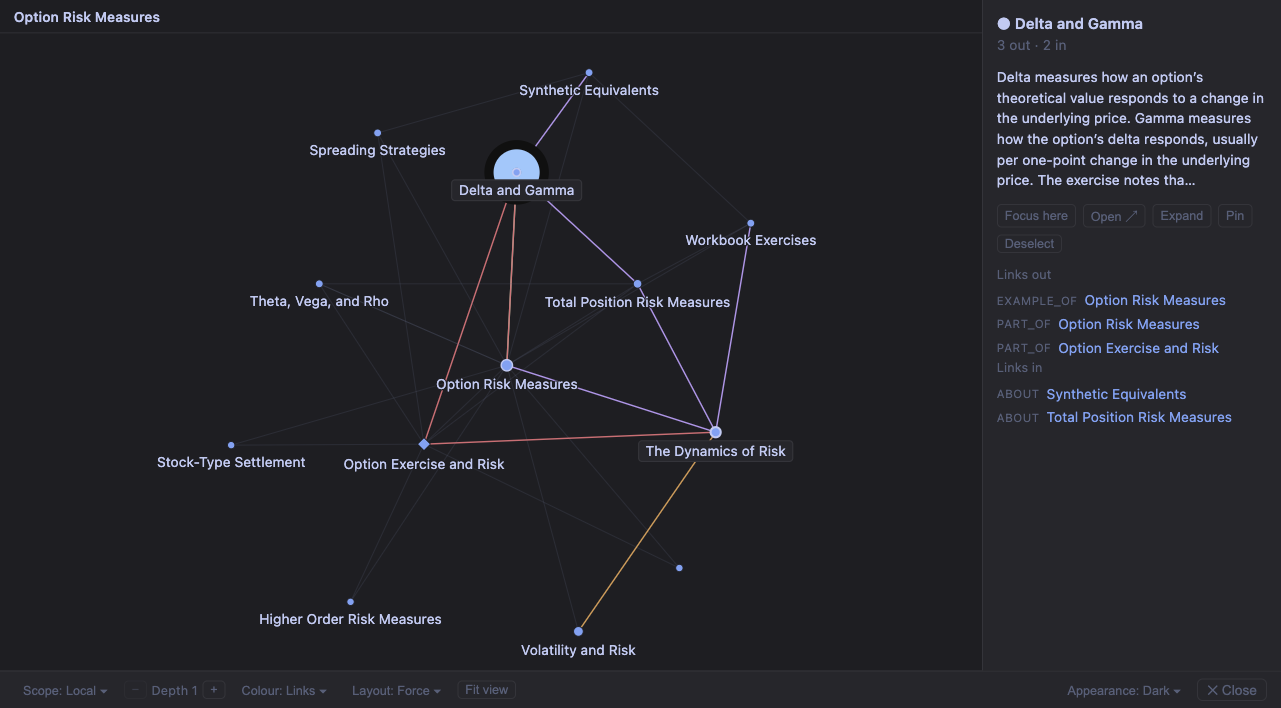 Option Risk Measures
Synthetic Equivalents
Spreading Strategies
Delta and Gamma
Workbook Exercises
Theta, Vega, and Rho
Total Position Risk Measures
Option Risk Measures
The Dynamics of Risk
Stock-Type Settlement
Option Exercise and Risk
Higher Order Risk Measures
Volatility and Risk
Delta and Gamma
3 out · 2 in
Delta measures how an option’s
theoretical value responds to a change in
the underlying price. Gamma measures
how the option’s delta responds, usually
per one-point change in the underlying
price. The exercise notes tha…
Focus here
Open ↗
Expand
Pin
Deselect
Links out
EXAMPLE_OF Option Risk Measures
PART_OF Option Risk Measures
PART_OF Option Exercise and Risk
Links in
ABOUT Synthetic Equivalents
ABOUT Total Position Risk Measures
Scope: Local
− Depth 1 +
Colour: Links
Layout: Force
Fit view
Appearance: Dark
✕ Close